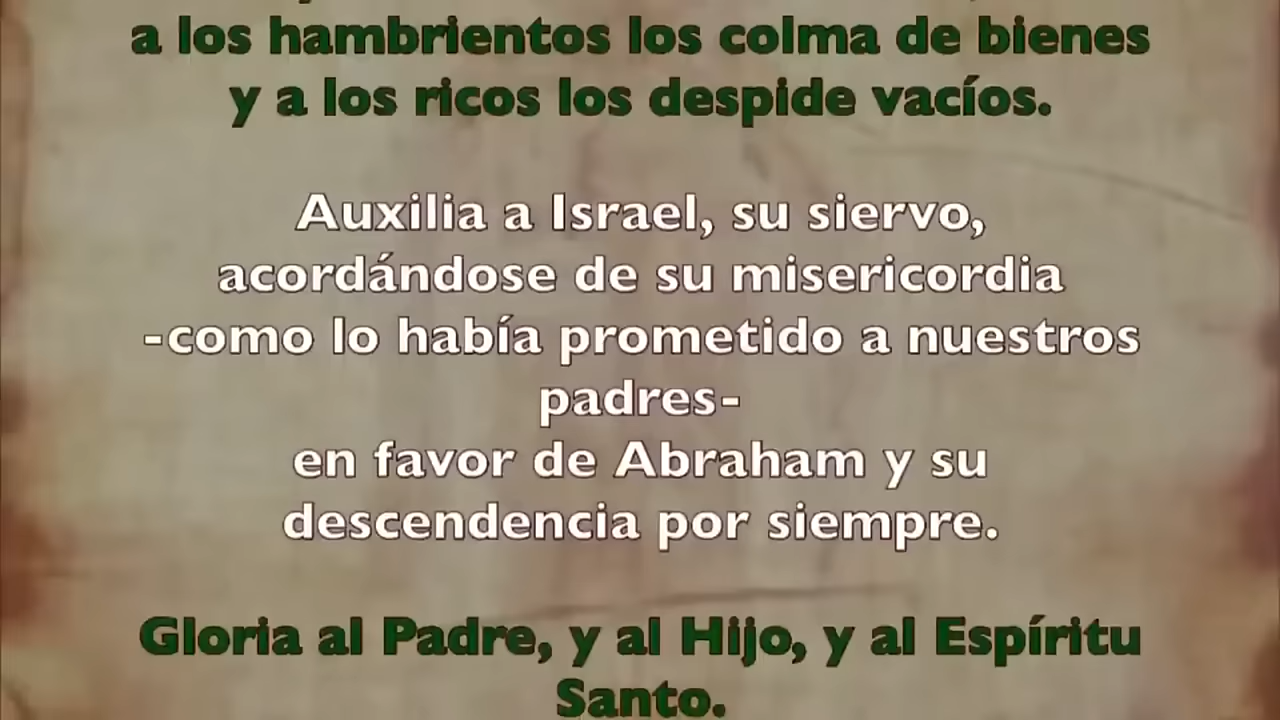 a los hambrientos los colma de bienes
y a los ricos los despide vacíos.
Auxilia a Israel, su siervo,
acordándose de su misericordia
-como lo había prometido a nuestros
padres-
en favor de Abraham y su
descendencia por siempre.
Gloria al Padre, y al Hijo, y al Espíritu
Santo.